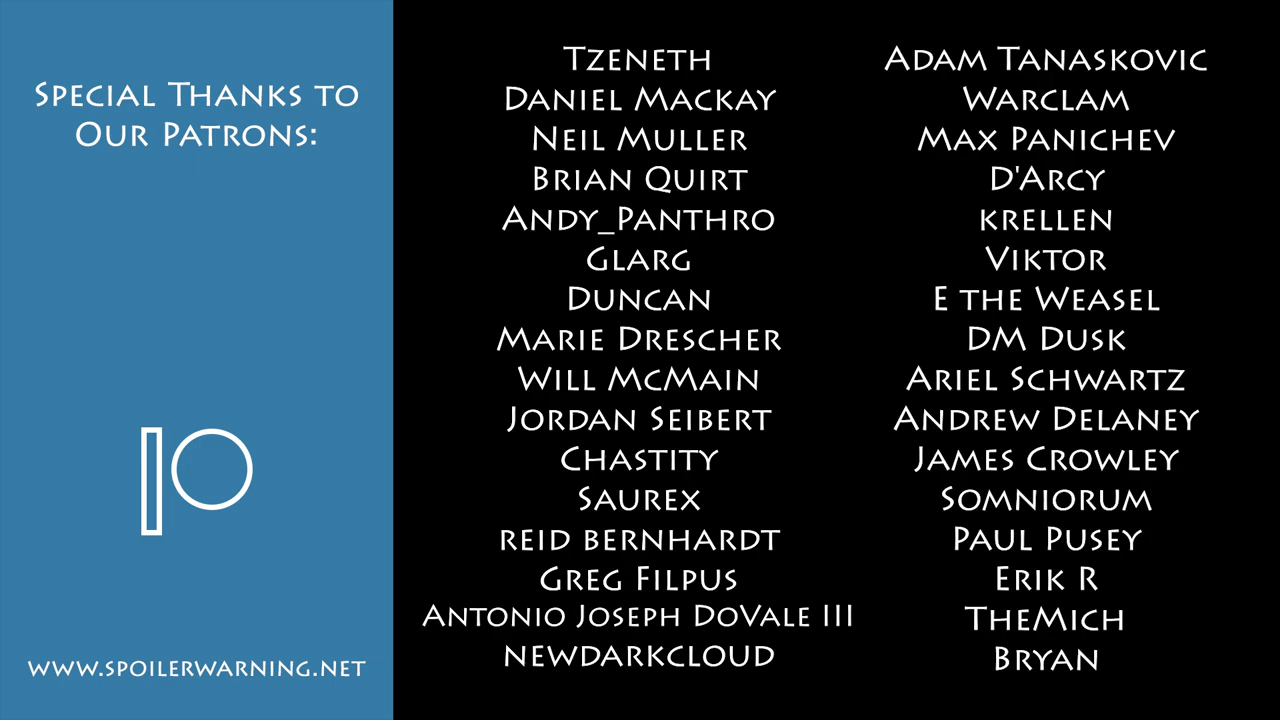 Special Thanks to
Our Patrons:
www.spoilerwarning.net
Tzeneth
Daniel Mackay
Neil Muller
Brian Quirt
Andy_Panthro
Glarg
Duncan
Marie Drescher
Will McMain
Jordan Seibert
Chastity
Saurex
reid bernhardt
Greg Filpus
Antonio Joseph DoVale III
newdarkcloud
Adam Tanaskovic
Warclam
Max Panichev
D'Arcy
krellen
Viktor
E the Weasel
DM Dusk
Ariel Schwartz
Andrew Delaney
James Crowley
Somniorum
Paul Pusey
Erik R
TheMich
Bryan